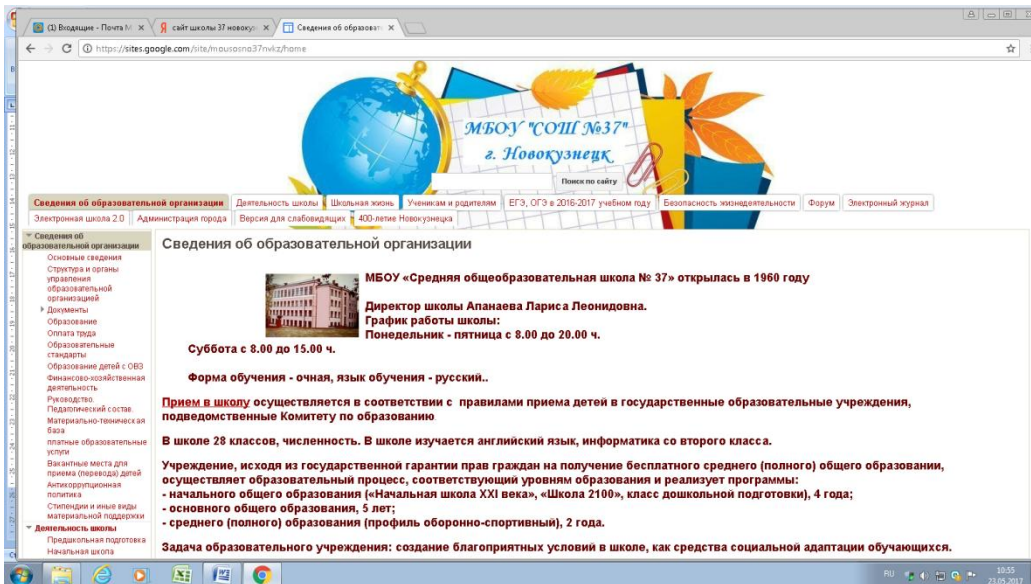 (1) Входящие - Почта М
сайт школы 37 новоку
Сведения об образоват
https://sites.google.com/site/mousosno37nvkz/home
МБОУ "СОШ №37"
г. Новокузнецк
Поиск по сайту
Сведения об образовательной организации
Деятельность школы
Школьная жизнь
Ученикам и родителям
ЕГЭ, ОГЭ в 2016-2017 учебном году
Безопасность жизнедеятельности
Форум
Электронный журнал
Электронная школа 2.0
Администрация города
Версия для слабовидящих
400-летие Новокузнецка
Сведения об
образовательной организации
Основные сведения
Структура и органы
управления
образовательной
организацией
Документы
Образование
Оплата труда
Образовательные
стандарты
Образование детей с ОВЗ
Финансово-хозяйственная
деятельность
Руководство.
Педагогический состав.
Материально-техническая
база
платные образовательные
услуги
Вакантные места для
приема (перевода) детей
Антикоррупционная
политика
Стипендии и иные виды
материальной поддержки
Деятельность школы
Предшкольная подготовка
Начальная школа
Сведения об образовательной организации
МБОУ «Средняя общеобразовательная школа № 37» открылась в 1960 году
Директор школы Апанаева Лариса Леонидовна.
График работы школы:
Понедельник - пятница с 8.00 до 20.00 ч.
Суббота с 8.00 до 15.00 ч.
Форма обучения - очная, язык обучения - русский..
Прием в школу осуществляется в соответствии с правилами приема детей в государственные образовательные учреждения,
подведомственные Комитету по образованию
В школе 28 классов, численность. В школе изучается английский язык, информатика со второго класса.
Учреждение, исходя из государственной гарантии прав граждан на получение бесплатного среднего (полного) общего образовании,
осуществляет образовательный процесс, соответствующий уровням образования и реализует программы:
- начального общего образования («Начальная школа XXI века», «Школа 2100», класс дошкольной подготовки), 4 года;
- основного общего образования, 5 лет;
- среднего (полного) образования (профиль оборонно-спортивный), 2 года.
Задача образовательного учреждения: создание благоприятных условий в школе, как средства социальной адаптации обучающихся.
RU
10:55
23.05.2017